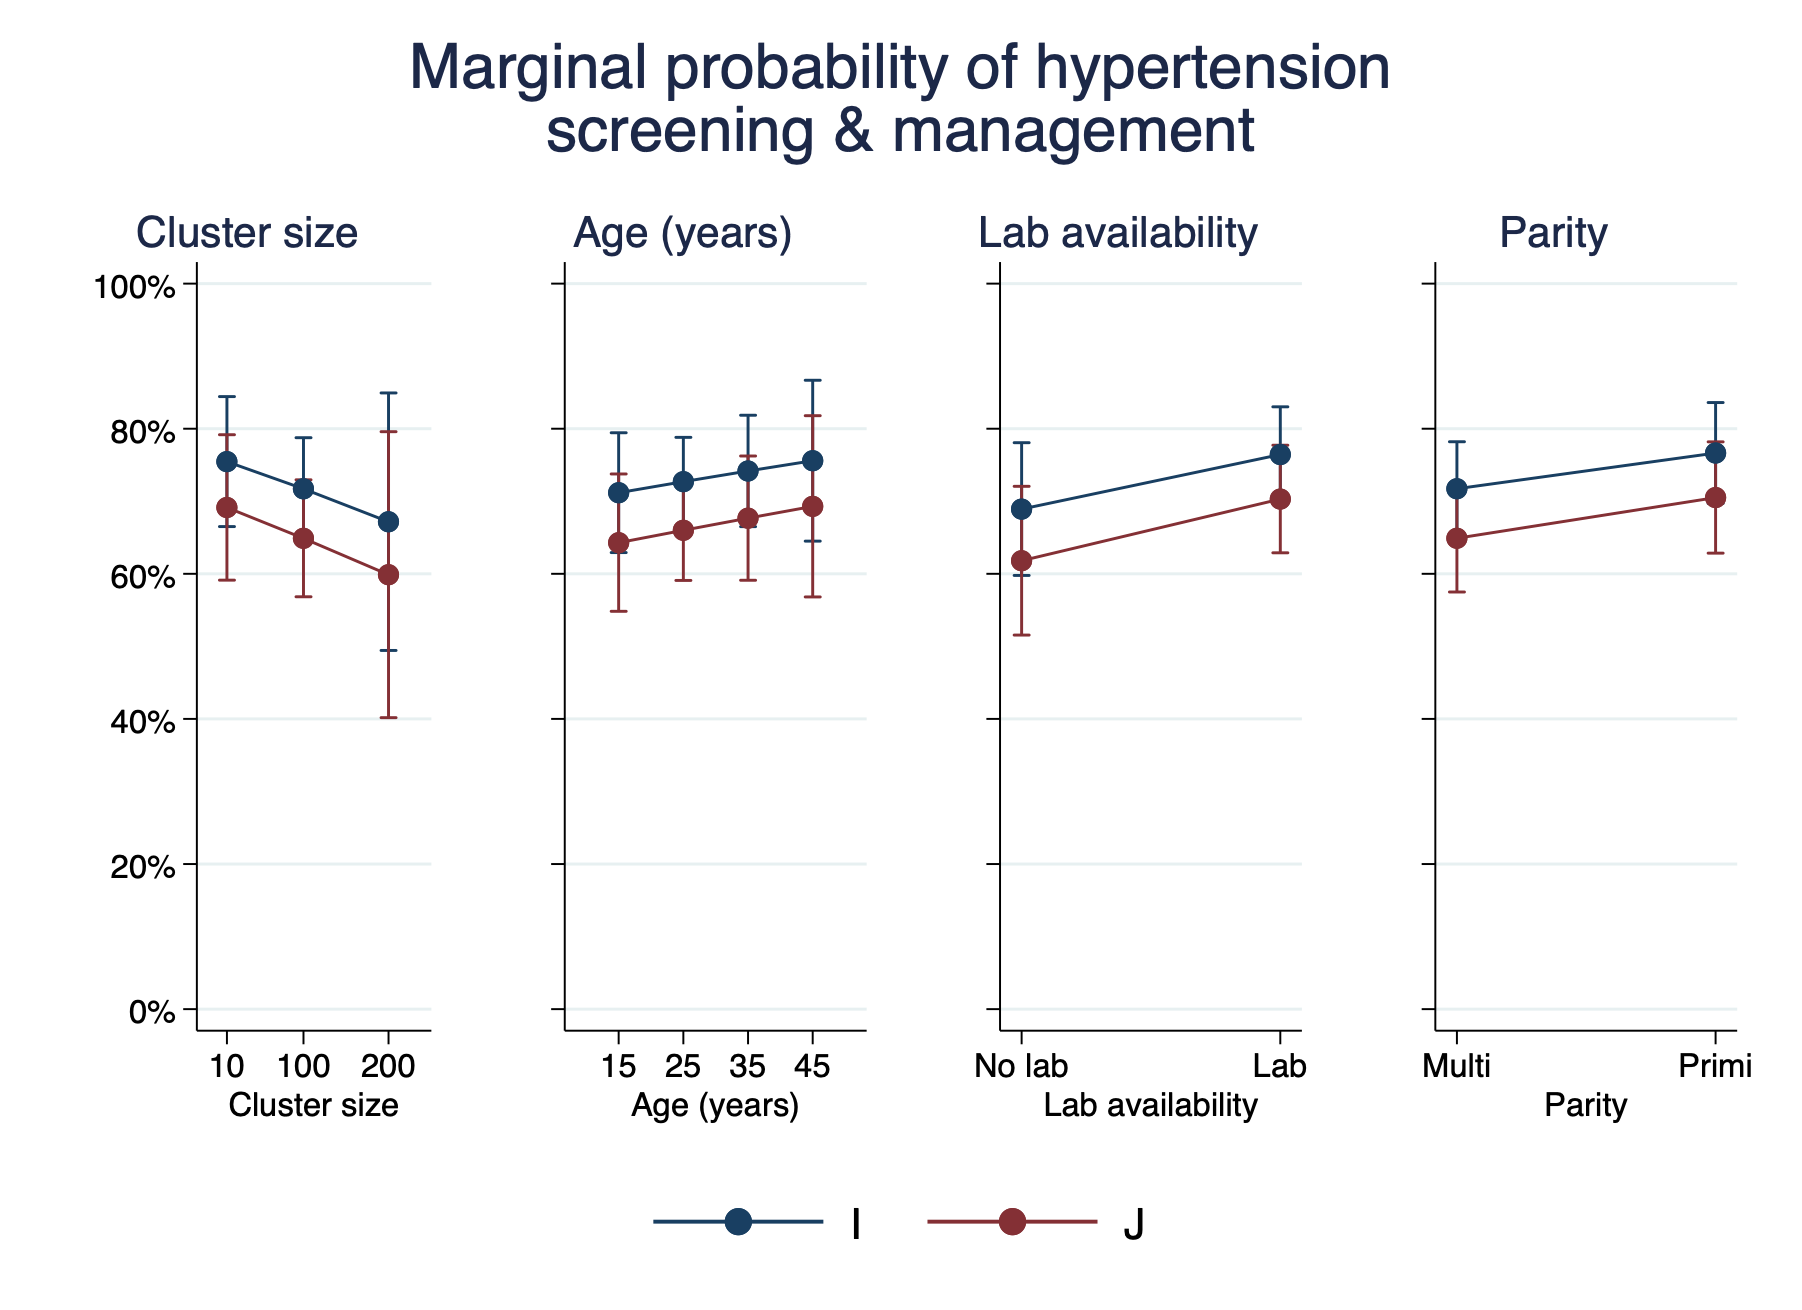 Marginal probability of hypertension
screening & management
Cluster size
Age (years)
Lab availability
Parity
100%
80%
60%
40%
20%
0%
10 100 200
Cluster size
15 25 35 45
Age (years)
No lab Lab
Lab availability
Multi Primi
Parity
I J